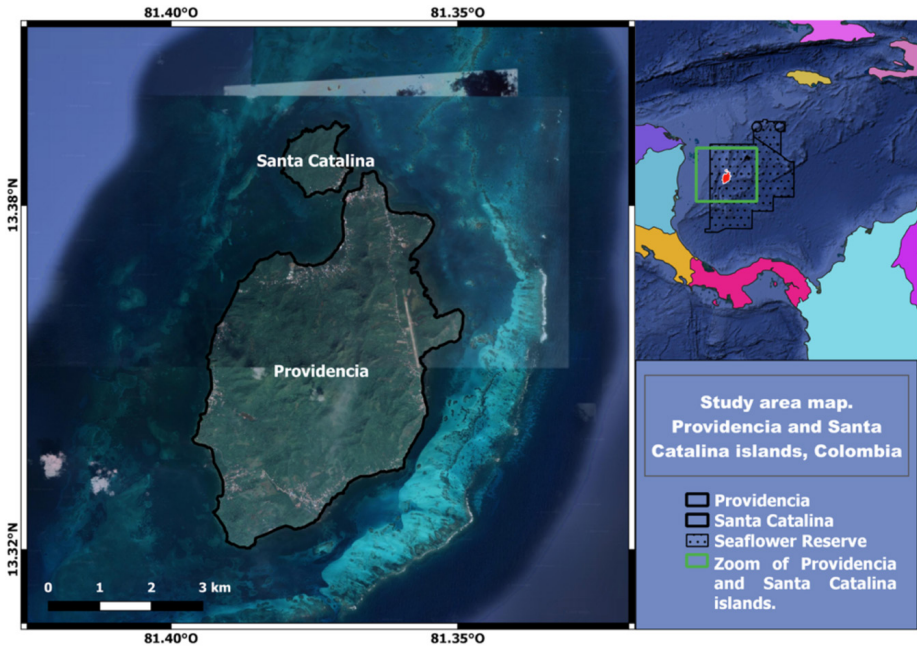 81.40°O
81.35°O
13.38°N
13.32°N
Santa Catalina
Providencia
0 1 2 3 km
81.40°O
81.35°O
Study area map.
Providencia and Santa
Catalina islands, Colombia
Providencia
Santa Catalina
Seaflower Reserve
Zoom of Providencia
and Santa Catalina
islands.